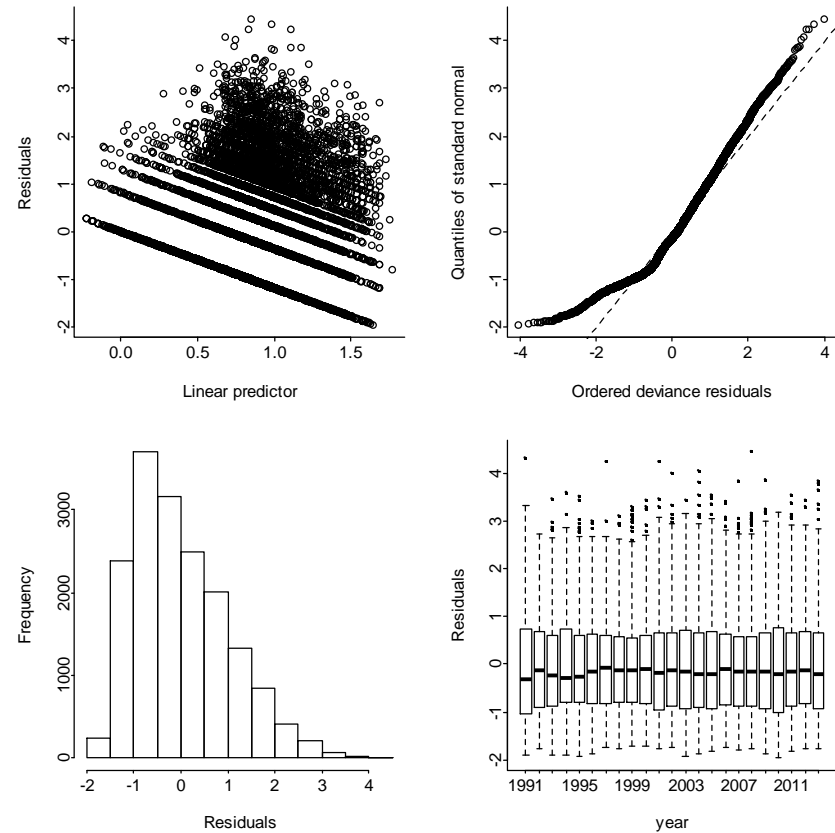 4
3
2
1
0
-1
-2
Residuals
0.0 0.5 1.0 1.5
Linear predictor
4
3
2
1
0
-1
-2
Quantiles of standard normal
-4 -2 0 2 4
Ordered deviance residuals
3000
2000
1000
0
Frequency
-2 -1 0 1 2 3 4
Residuals
4
3
2
1
0
-1
-2
Residuals
1991 1995 1999 2003 2007 2011
year